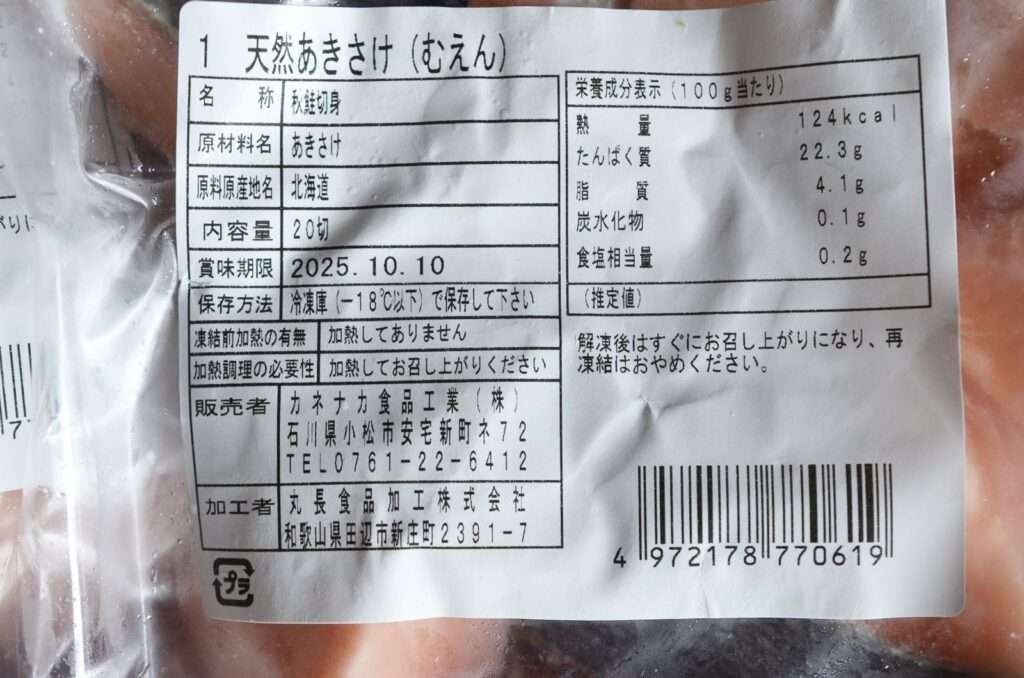 1 天然あきさけ(むえん)
名 称 秋鮭切身
原材料名 あきさけ
原料原産地名 北海道
内容量 20切
賞味期限 2025.10.10
保存方法 冷凍庫(−18℃以下)で保存して下さい
凍結前加熱の有無 加熱してありません
加熱調理の必要性 加熱してお召し上がりください
販売者 カネナカ食品工業(株)
石川県小松市安宅新町ネ72
TEL0761-22-6412
加工者 丸長食品加工株式会社
和歌山県田辺市新庄町2391-7
プラ
栄養成分表示(100g当たり)
熱 量 124kcal
たんぱく質 22.3g
脂 質 4.1g
炭水化物 0.1g
食塩相当量 0.2g
(推定値)
解凍後はすぐにお召し上がりになり、再
凍結はおやめください。
4 972178 770619
7